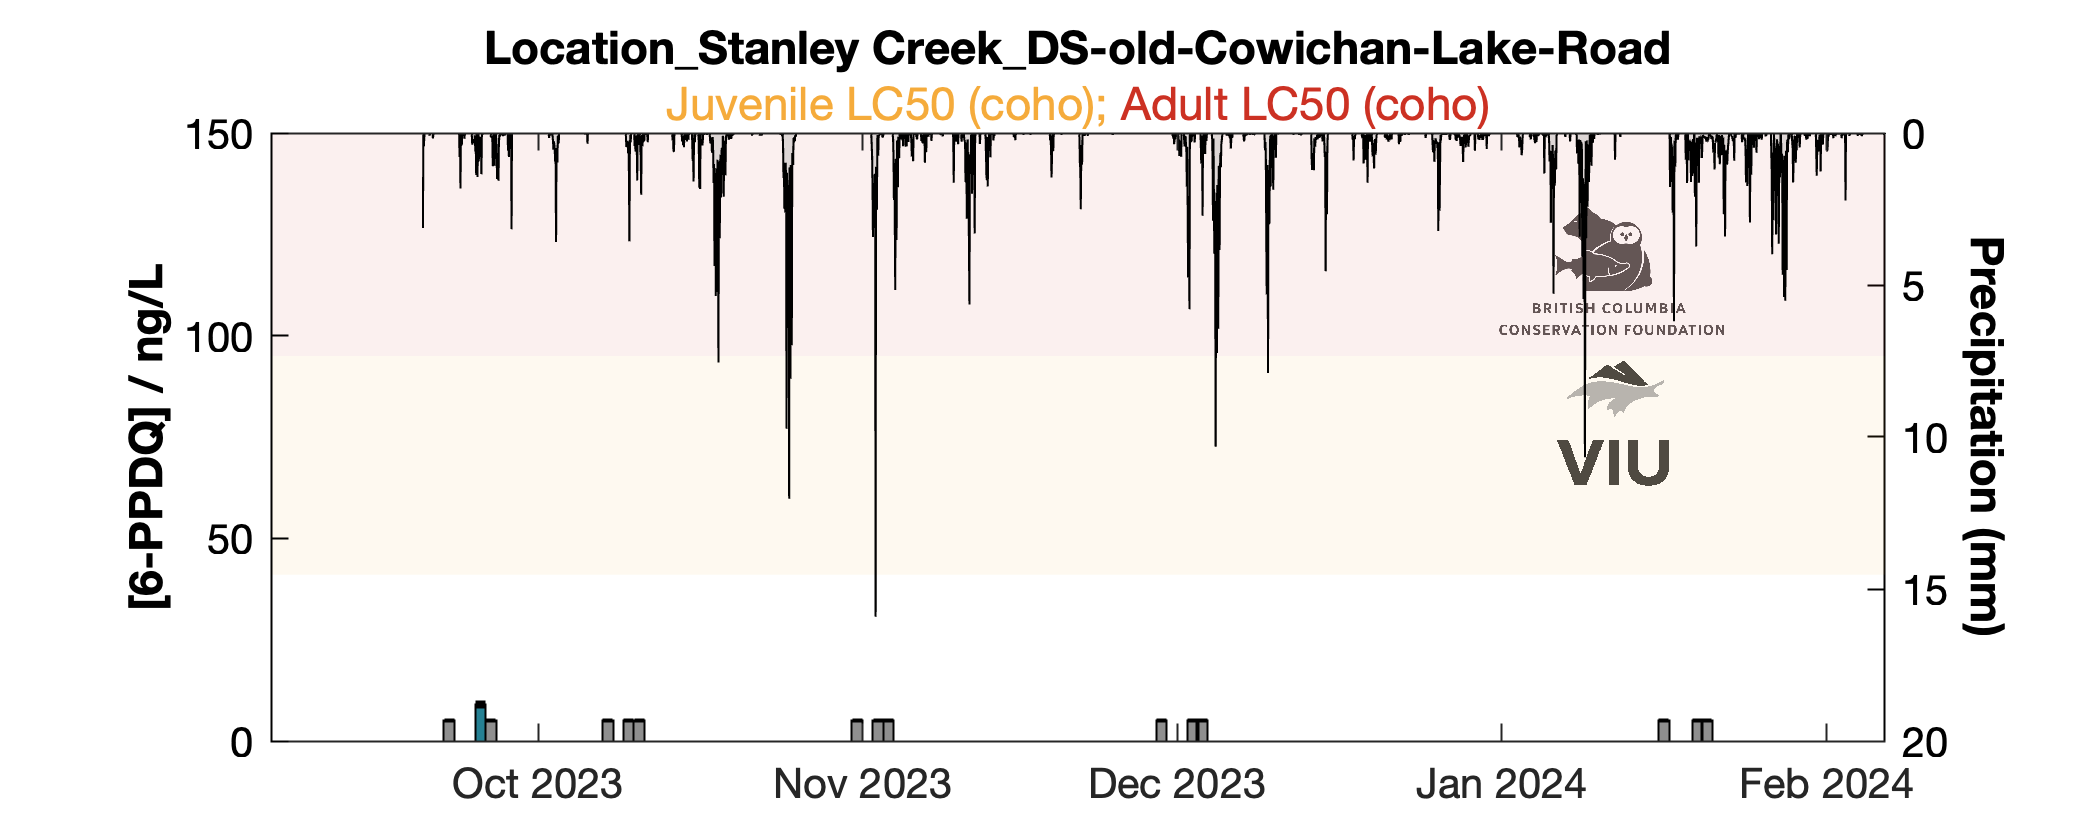 Location_Stanley Creek_DS-old-Cowichan-Lake-Road
Juvenile LC50 (coho); Adult LC50 (coho)
150
100
50
0
[6-PPDQ] / ng/L
0
5
10
15
20
Precipitation (mm)
BRITISH COLUMBIA
CONSERVATION FOUNDATION
VIU
Oct 2023
Nov 2023
Dec 2023
Jan 2024
Feb 2024